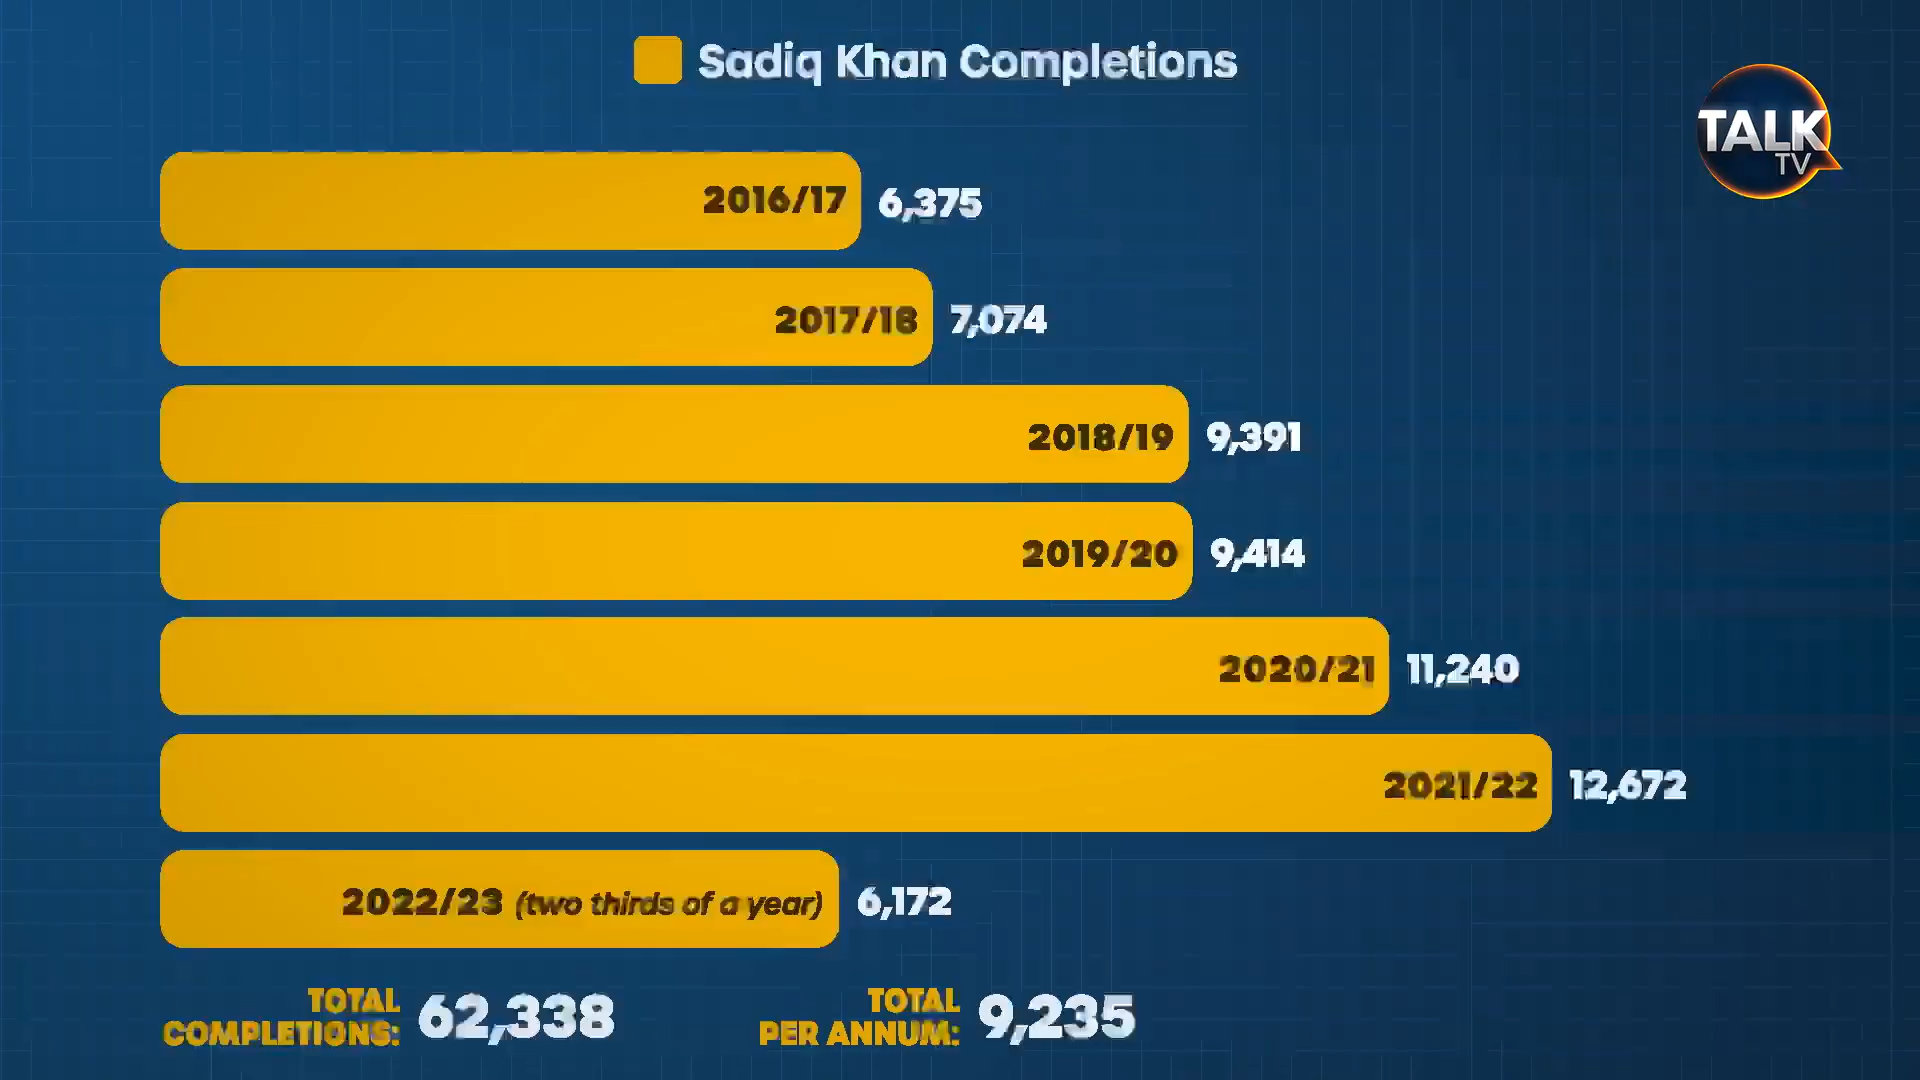 Sadiq Khan Completions
TALK
TV
2016/17 6,375
2017/18 7,074
2018/19 9,391
2019/20 9,414
2020/21 11,240
2021/22 12,672
2022/23 (two thirds of a year) 6,172
TOTAL
COMPLETIONS: 62,338
TOTAL
PER ANNUM: 9,235